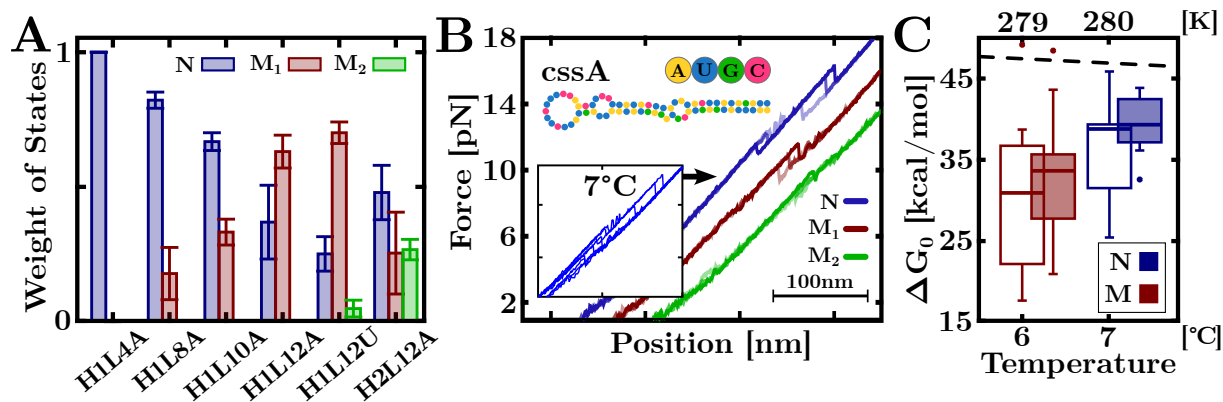 A
Weight of States
1
0
N M₁ M₂
H1L4A
H1L8A
H1L10A
H1L12A
H1L12U
H2L12A
B
Force [pN]
18
14
10
6
2
cssA
A U G C
7°C
N
M₁
M₂
100nm
Position [nm]
C
279 280 [K]
ΔG₀ [kcal/mol]
45
35
25
15
N
M
6 7 [°C]
Temperature